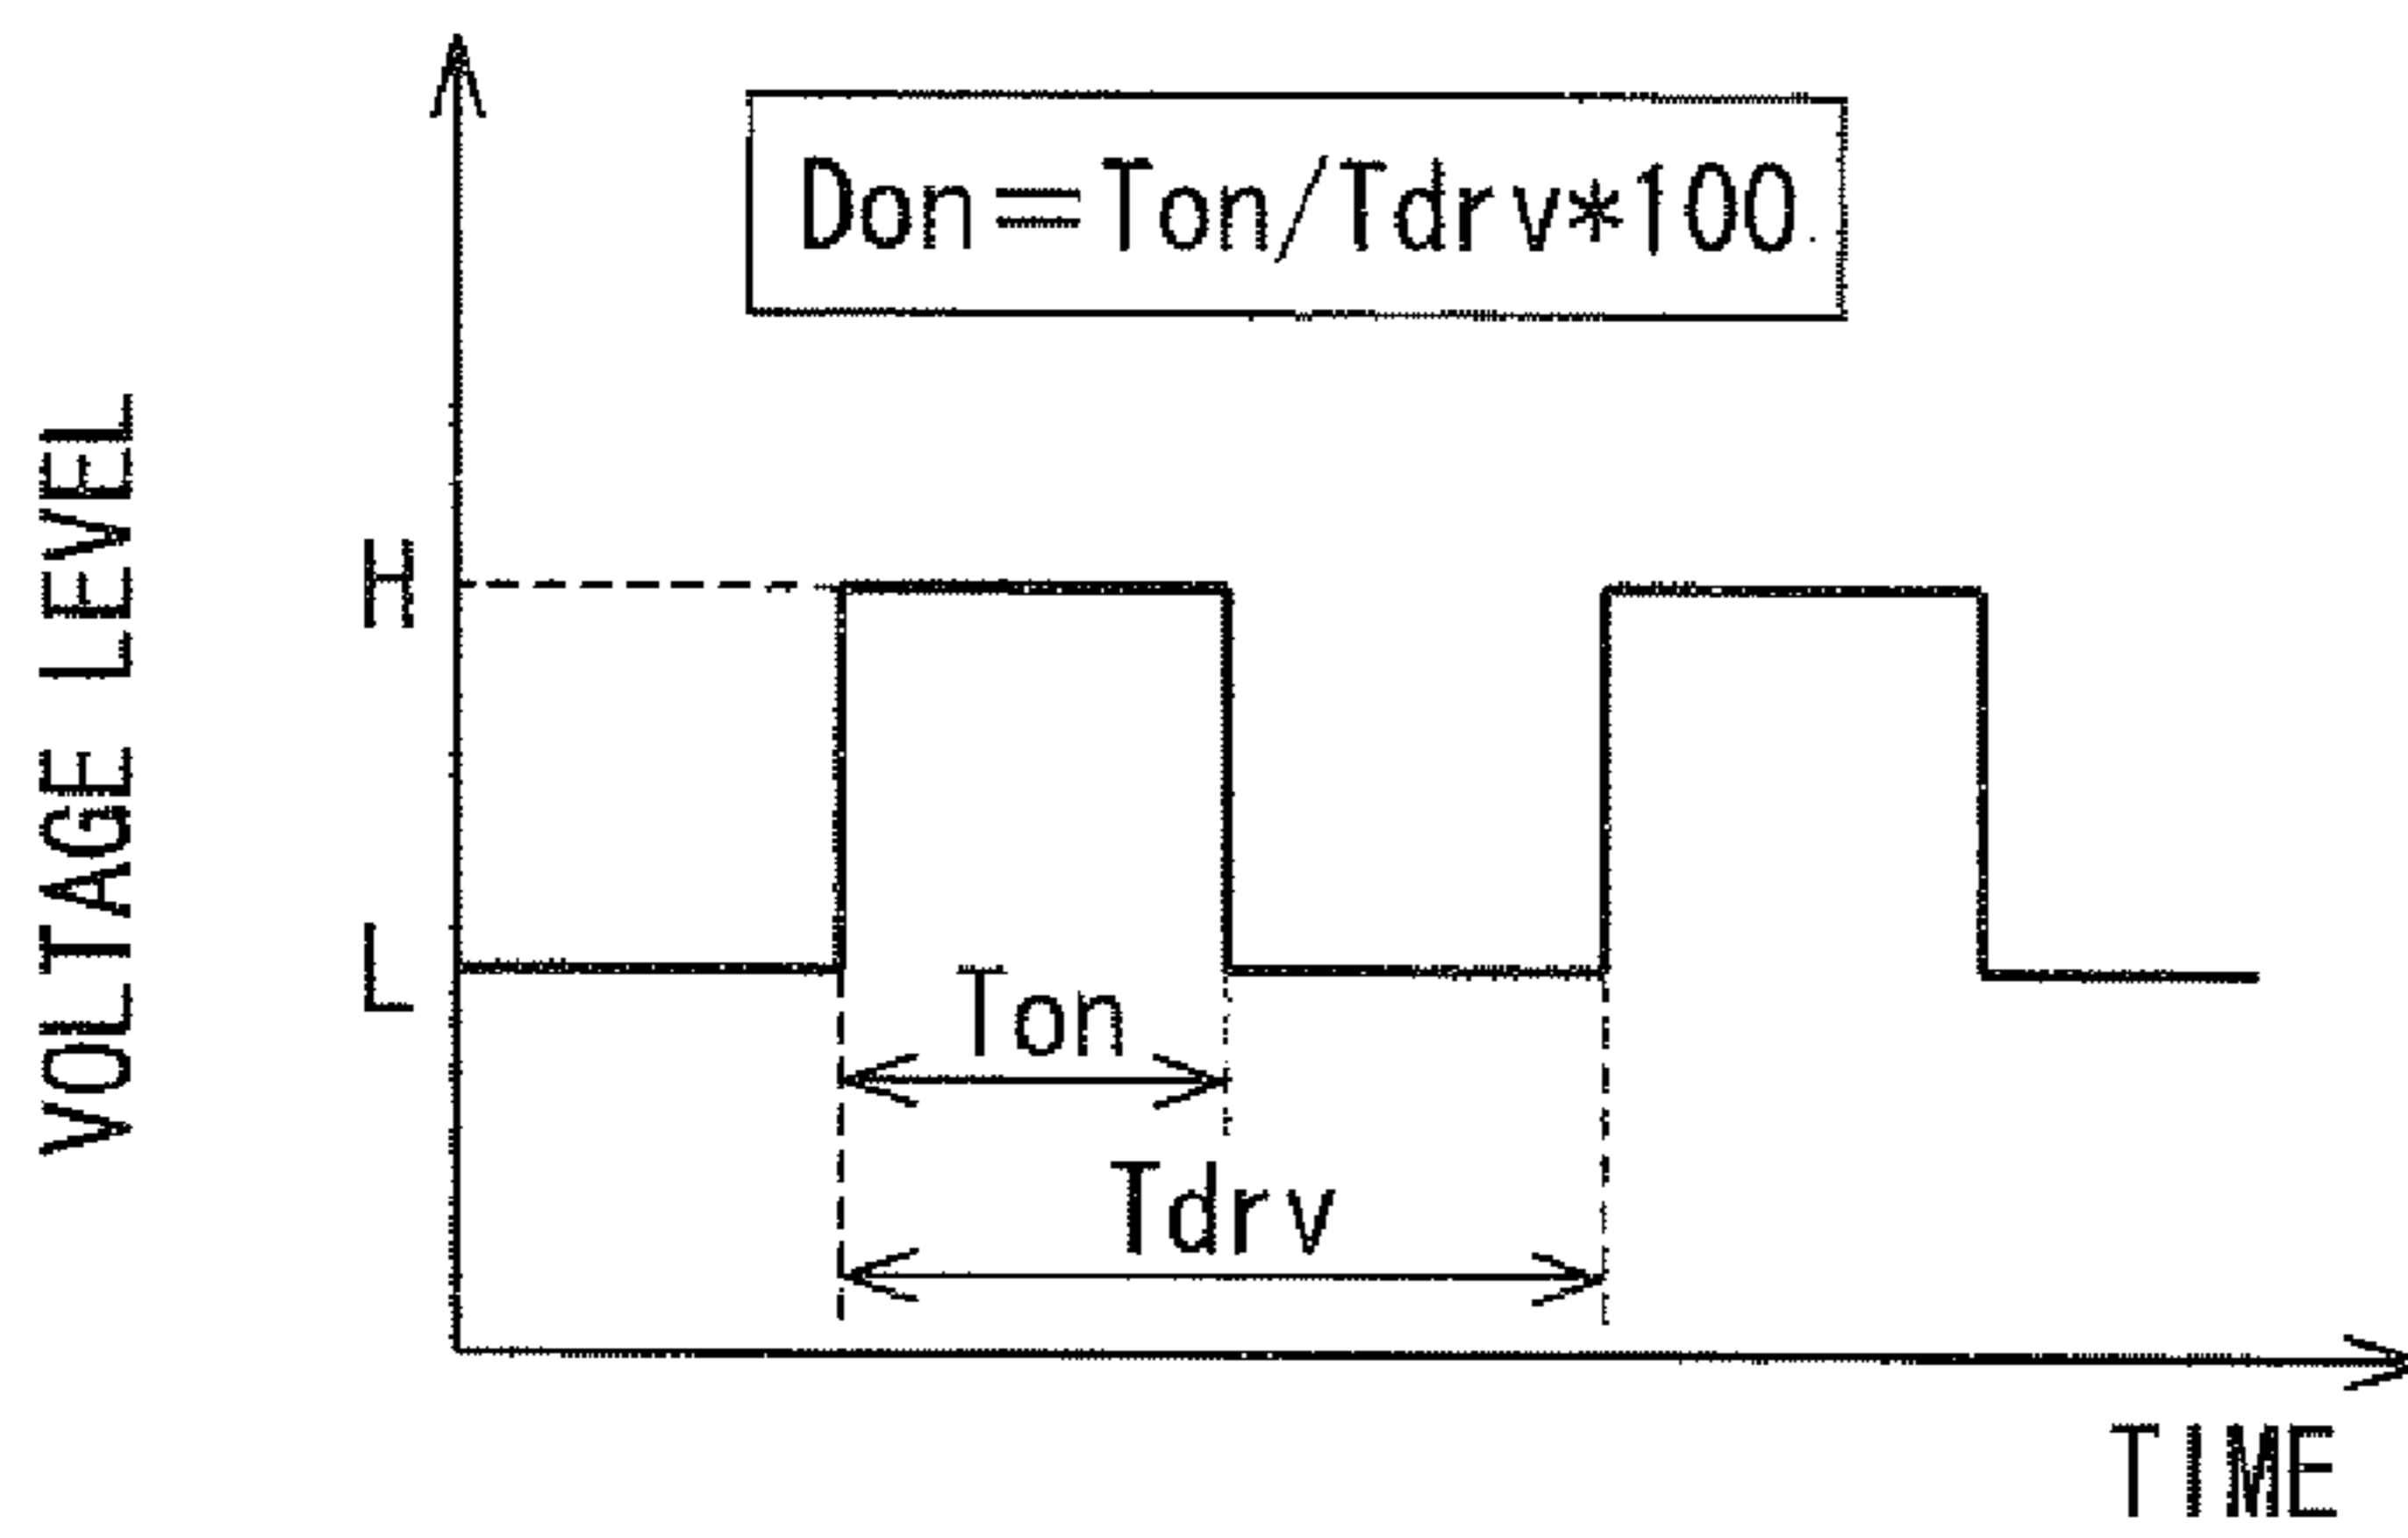 Don=Ton/Tdrv*100
VOLTAGE LEVEL
H
L
Ton
Tdrv
TIME